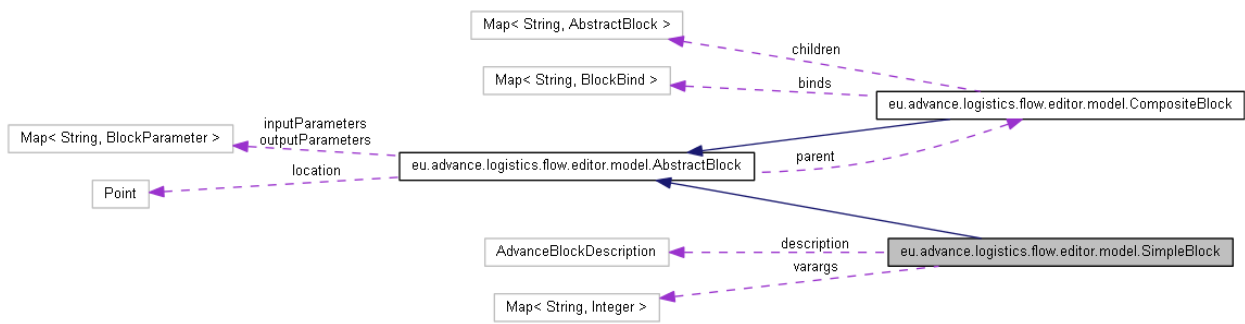 Map< String, AbstractBlock >
children
Map< String, BlockBind >
binds
eu.advance.logistics.flow.editor.model.CompositeBlock
inputParameters
outputParameters
Map< String, BlockParameter >
eu.advance.logistics.flow.editor.model.AbstractBlock
parent
location
Point
AdvanceBlockDescription
description
eu.advance.logistics.flow.editor.model.SimpleBlock
varargs
Map< String, Integer >